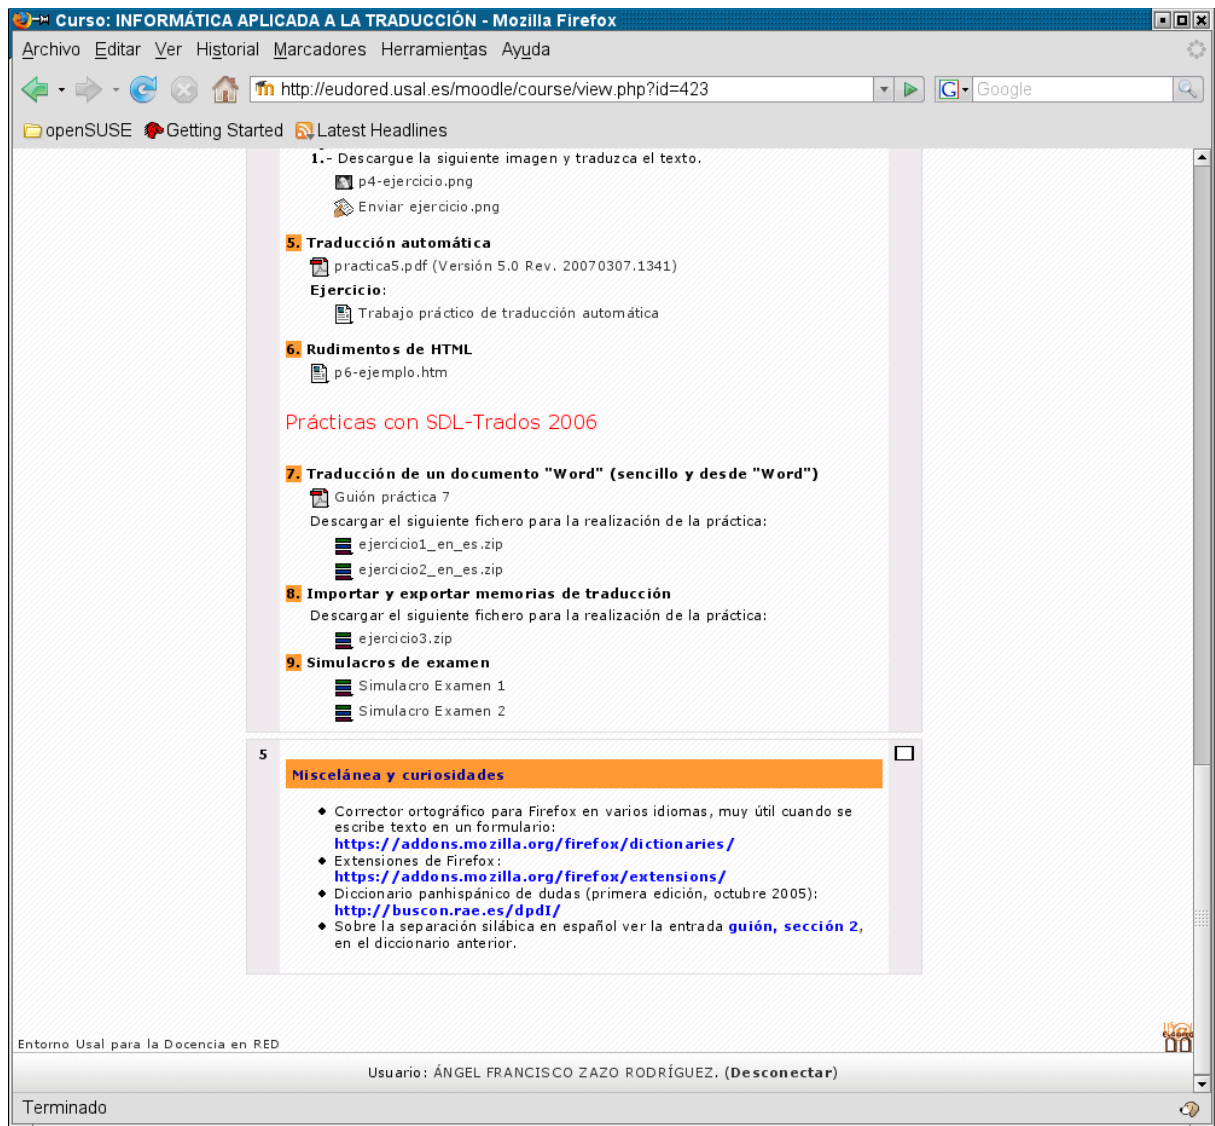 Curso: INFORMÁTICA APLICADA A LA TRADUCCIÓN - Mozilla Firefox
Archivo Editar Ver Historial Marcadores Herramientas Ayuda
http://eudored.usal.es/moodle/course/view.php?id=423
G Google
openSUSE Getting Started Latest Headlines
1.- Descargue la siguiente imagen y traduzca el texto.
p4-ejercicio.png
Enviar ejercicio.png
5. Traducción automática
practica5.pdf (Versión 5.0 Rev. 20070307.1341)
Ejercicio:
Trabajo práctico de traducción automática
6. Rudimentos de HTML
p6-ejemplo.htm
Prácticas con SDL-Trados 2006
7. Traducción de un documento "Word" (sencillo y desde "Word")
Guión práctica 7
Descargar el siguiente fichero para la realización de la práctica:
ejercicio1_en_es.zip
ejercicio2_en_es.zip
8. Importar y exportar memorias de traducción
Descargar el siguiente fichero para la realización de la práctica:
ejercicio3.zip
9. Simulacros de examen
Simulacro Examen 1
Simulacro Examen 2
5
Miscelánea y curiosidades
Corrector ortográfico para Firefox en varios idiomas, muy útil cuando se
escribe texto en un formulario:
https://addons.mozilla.org/firefox/dictionaries/
Extensiones de Firefox:
https://addons.mozilla.org/firefox/extensions/
Diccionario panhispánico de dudas (primera edición, octubre 2005):
http://buscon.rae.es/dpdI/
Sobre la separación silábica en español ver la entrada guión, sección 2,
en el diccionario anterior.
Entorno Usal para la Docencia en RED
Usuario: ÁNGEL FRANCISCO ZAZO RODRÍGUEZ. (Desconectar)
Terminado